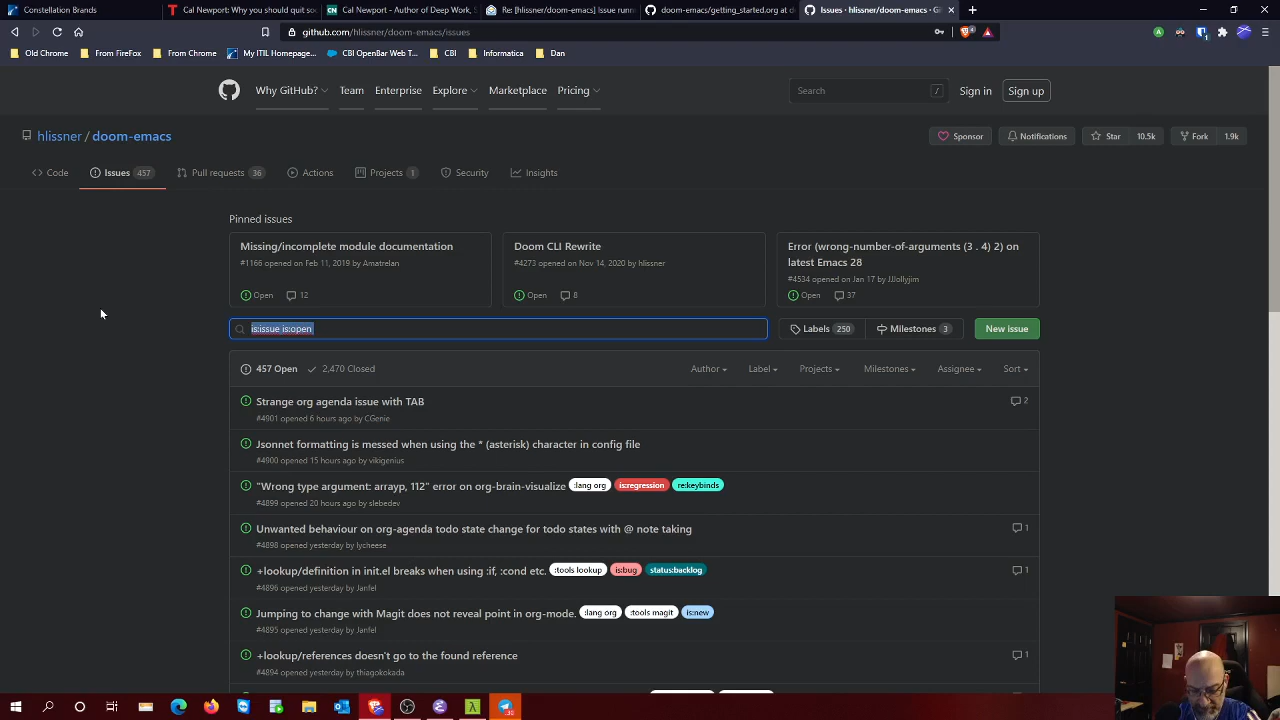 Constellation Brands
Cal Newport: Why you should quit so
Cal Newport - Author of Deep Work,
Re: [hlissner/doom-emacs] Issue runn
doom-emacs/getting_started.org at d
Issues · hlissner/doom-emacs · Gi
github.com/hlissner/doom-emacs/issues
Old Chrome
From FireFox
From Chrome
My TIL Homepage...
CBI OpenBar Web T...
CBI
Informatica
Dan
Why GitHub?
Team
Enterprise
Explore
Marketplace
Pricing
Search
/
Sign in
Sign up
hlissner / doom-emacs
Sponsor
Notifications
Star 10.5k
Fork 1.9k
Code
Issues 457
Pull requests 36
Actions
Projects 1
Security
Insights
Pinned issues
Missing/incomplete module documentation
#1166 opened on Feb 11, 2019 by Amatrelan
Open 12
Doom CLI Rewrite
#4273 opened on Nov 14, 2020 by hlissner
Open 8
Error (wrong-number-of-arguments (3 . 4) 2) on
latest Emacs 28
#4534 opened on Jan 17 by JJJollyjim
Open 37
is:issue is:open
Labels 250
Milestones 3
New issue
457 Open
2,470 Closed
Author
Label
Projects
Milestones
Assignee
Sort
Strange org agenda issue with TAB
2
#4901 opened 6 hours ago by CGenie
Jsonnet formatting is messed when using the * (asterisk) character in config file
#4900 opened 15 hours ago by vikigenius
"Wrong type argument: arrayp, 112" error on org-brain-visualize :lang org is:regression re:keybinds
#4899 opened 20 hours ago by slebedev
Unwanted behaviour on org-agenda todo state change for todo states with @ note taking
1
#4898 opened yesterday by lycheese
+lookup/definition in init.el breaks when using :if, :cond etc. :tools lookup is:bug status:backlog
1
#4896 opened yesterday by Janfel
Jumping to change with Magit does not reveal point in org-mode. :lang org :tools magit is:new
#4895 opened yesterday by Janfel
+lookup/references doesn't go to the found reference
1
#4894 opened yesterday by thiagokokada